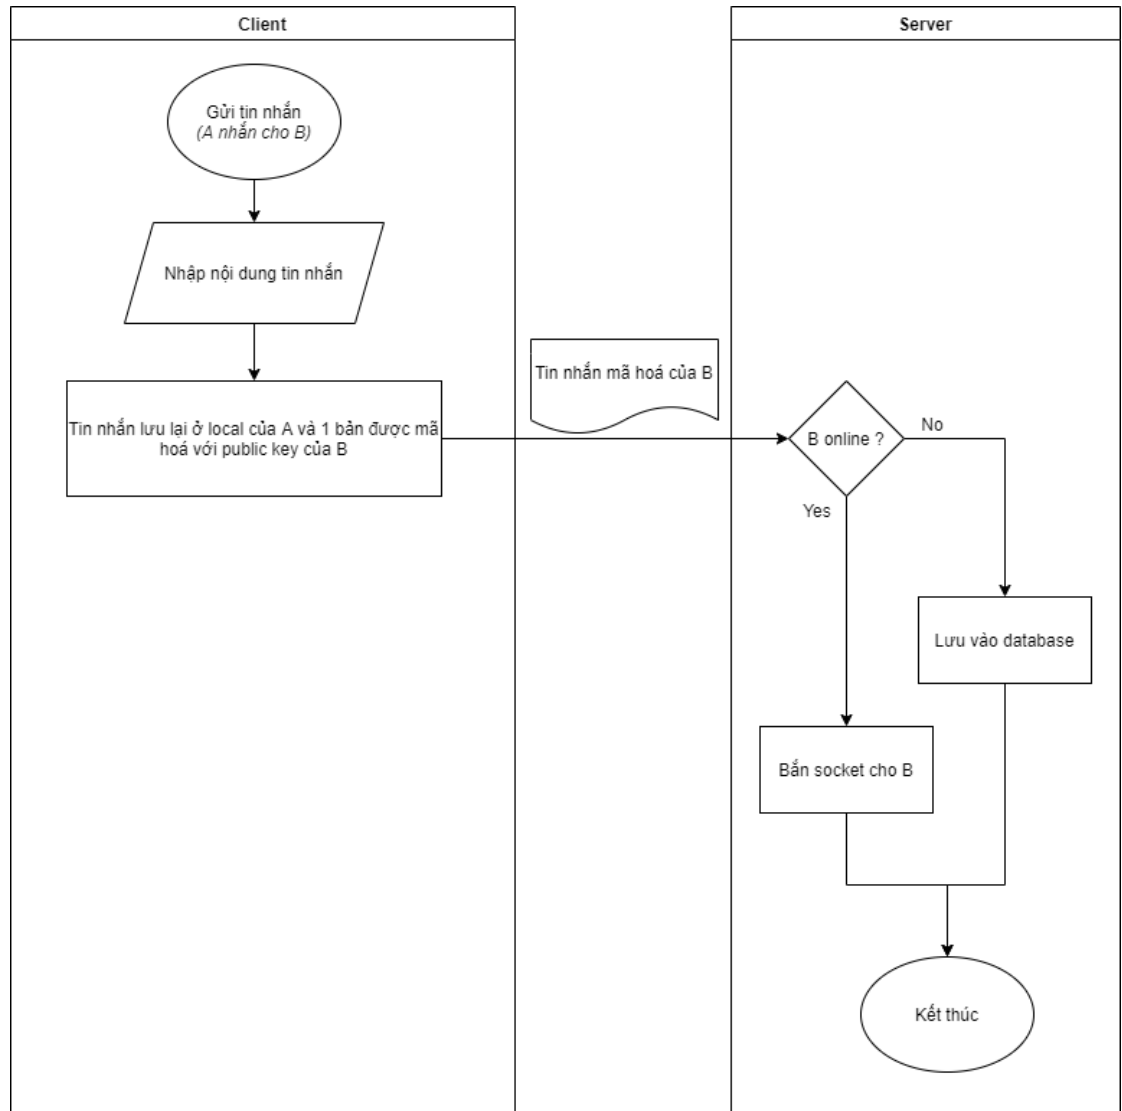 Client
Server
Gửi tin nhắn
(A nhắn cho B)
Nhập nội dung tin nhắn
Tin nhắn lưu lại ở local của A và 1 bản được mã
hoá với public key của B
Tin nhắn mã hoá của B
B online ?
No
Yes
Lưu vào database
Bắn socket cho B
Kết thúc